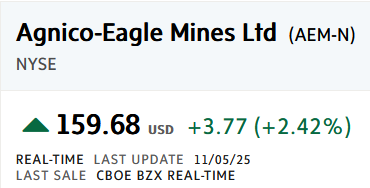 Agnico-Eagle Mines Ltd (AEM-N)
NYSE
159.68 USD +3.77 (+2.42%)
REAL-TIME LAST UPDATE 11/05/25
LAST SALE CBOE BZX REAL-TIME